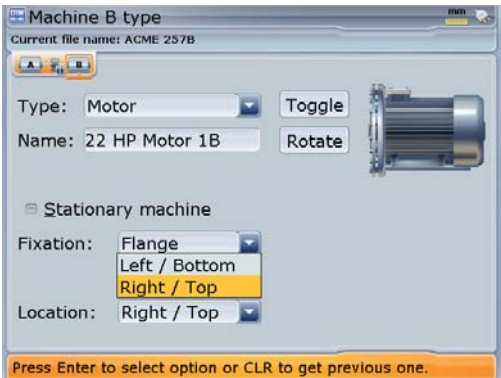 Machine B type
mm
Current file name: ACME 257B
A B
Type: Motor Toggle
Name: 22 HP Motor 1B Rotate
Stationary machine
Fixation: Flange
Left / Bottom
Right / Top
Location: Right / Top
Press Enter to select option or CLR to get previous one.